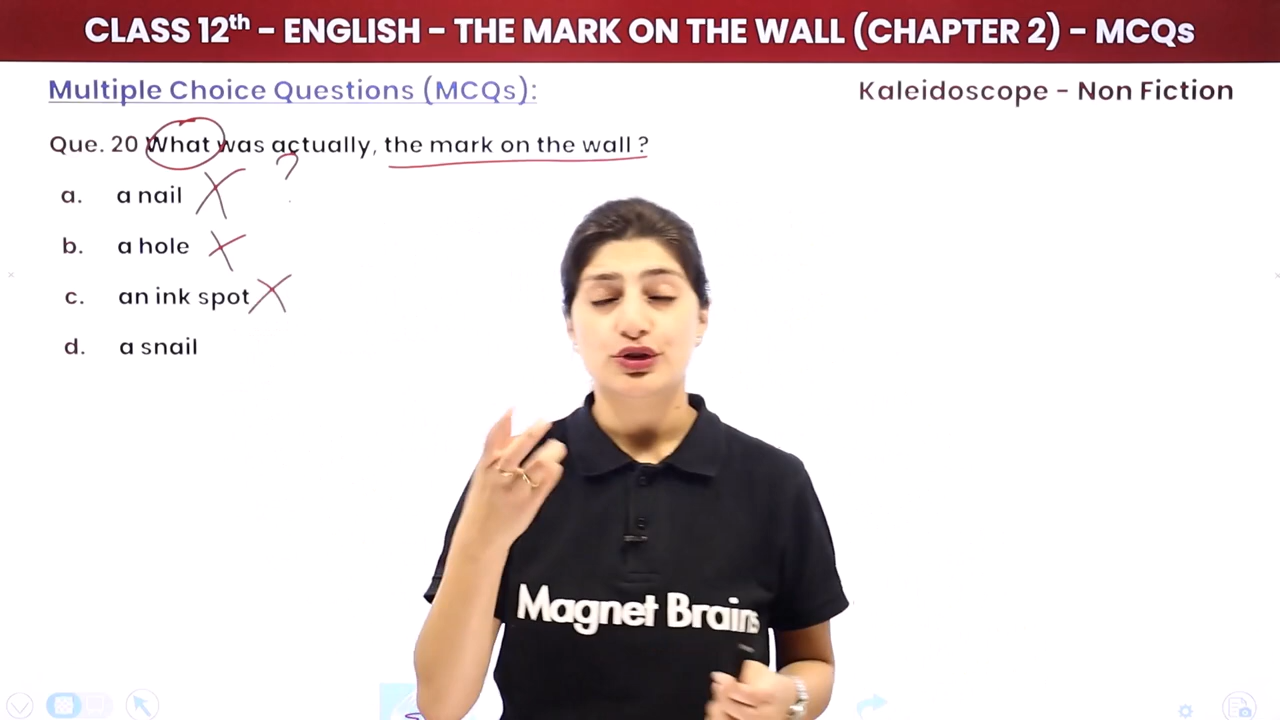 CLASS 12th - ENGLISH - THE MARK ON THE WALL (CHAPTER 2) - MCQs
Multiple Choice Questions (MCQs):
Kaleidoscope - Non Fiction
Que. 20 What was actually, the mark on the wall ?
?
a. a nail
b. a hole
c. an ink spot
d. a snail
Magnet Brains